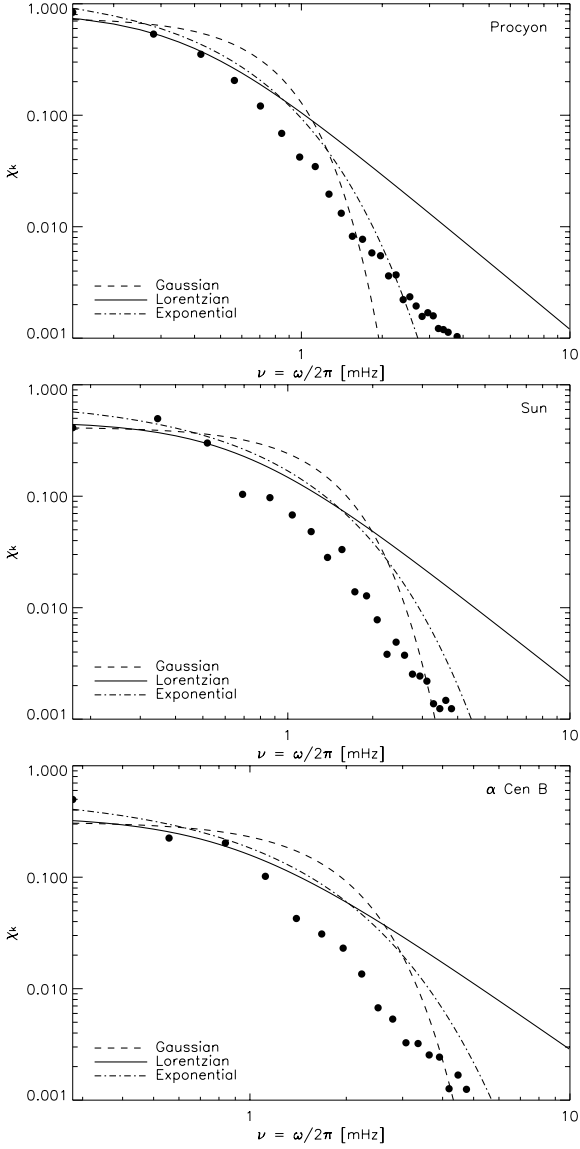 1.000
Procyon
0.100
χk
0.010
Gaussian
Lorentzian
Exponential
0.001
1 10
ν = ω/2π [mHz]
1.000
Sun
0.100
χk
0.010
Gaussian
Lorentzian
Exponential
0.001
1 10
ν = ω/2π [mHz]
1.000
α Cen B
0.100
χk
0.010
Gaussian
Lorentzian
Exponential
0.001
1 10
ν = ω/2π [mHz]